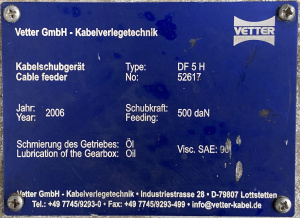 Vetter GmbH - Kabelverlegetechnik
VETTER
Kabelschubgerät Type: DF 5 H
Cable feeder No: 52617
Jahr: 2006 Schubkraft: 500 daN
Year: Feeding:
Schmierung des Getriebes: Öl Visc. SAE: 90
Lubrication of the Gearbox: Oil
Vetter GmbH - Kabelverlegetechnik • Industriestrasse 28 • D-79807 Lottstetten
Tel.: +49 7745/9293-0 • Fax: +49 7745/9293-499 • info@vetter-kabel.de